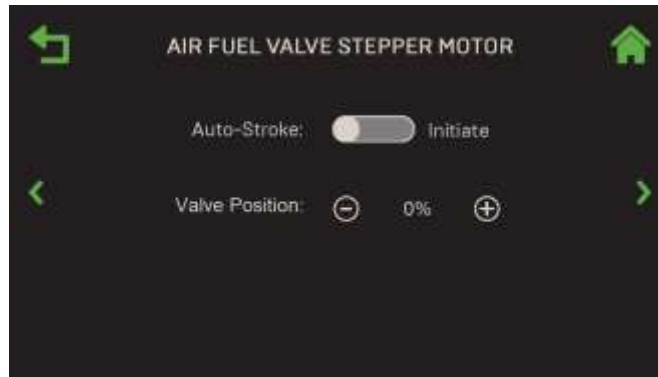 AIR FUEL VALVE STEPPER MOTOR
Auto-Stroke: Initiate
Valve Position: 0%